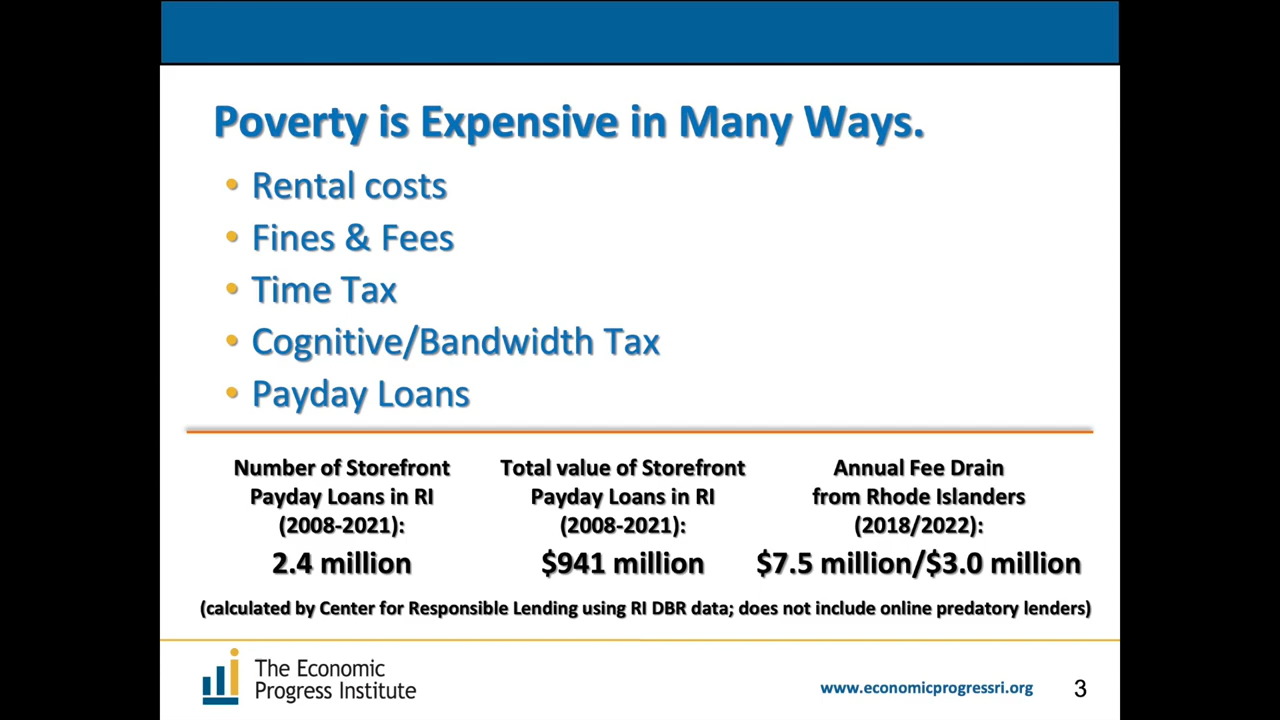 Poverty is Expensive in Many Ways.
• Rental costs
• Fines & Fees
• Time Tax
• Cognitive/Bandwidth Tax
• Payday Loans
Number of Storefront
Payday Loans in RI
(2008-2021):
2.4 million
Total value of Storefront
Payday Loans in RI
(2008-2021):
$941 million
Annual Fee Drain
from Rhode Islanders
(2018/2022):
$7.5 million/$3.0 million
(calculated by Center for Responsible Lending using RI DBR data; does not include online predatory lenders)
The Economic
Progress Institute
www.economicprogressri.org
3